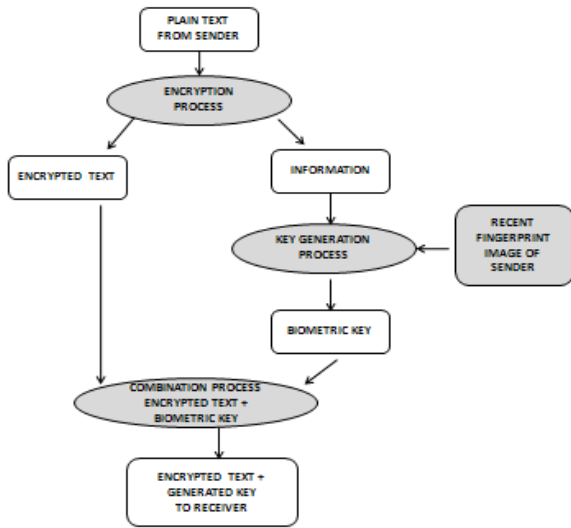 PLAIN TEXT
FROM SENDER
ENCRYPTION
PROCESS
ENCRYPTED TEXT
INFORMATION
KEY GENERATION
PROCESS
RECENT
FINGERPRINT
IMAGE OF
SENDER
BIOMETRIC KEY
COMBINATION PROCESS
ENCRYPTED TEXT +
BIOMETRIC KEY
ENCRYPTED TEXT +
GENERATED KEY
TO RECEIVER